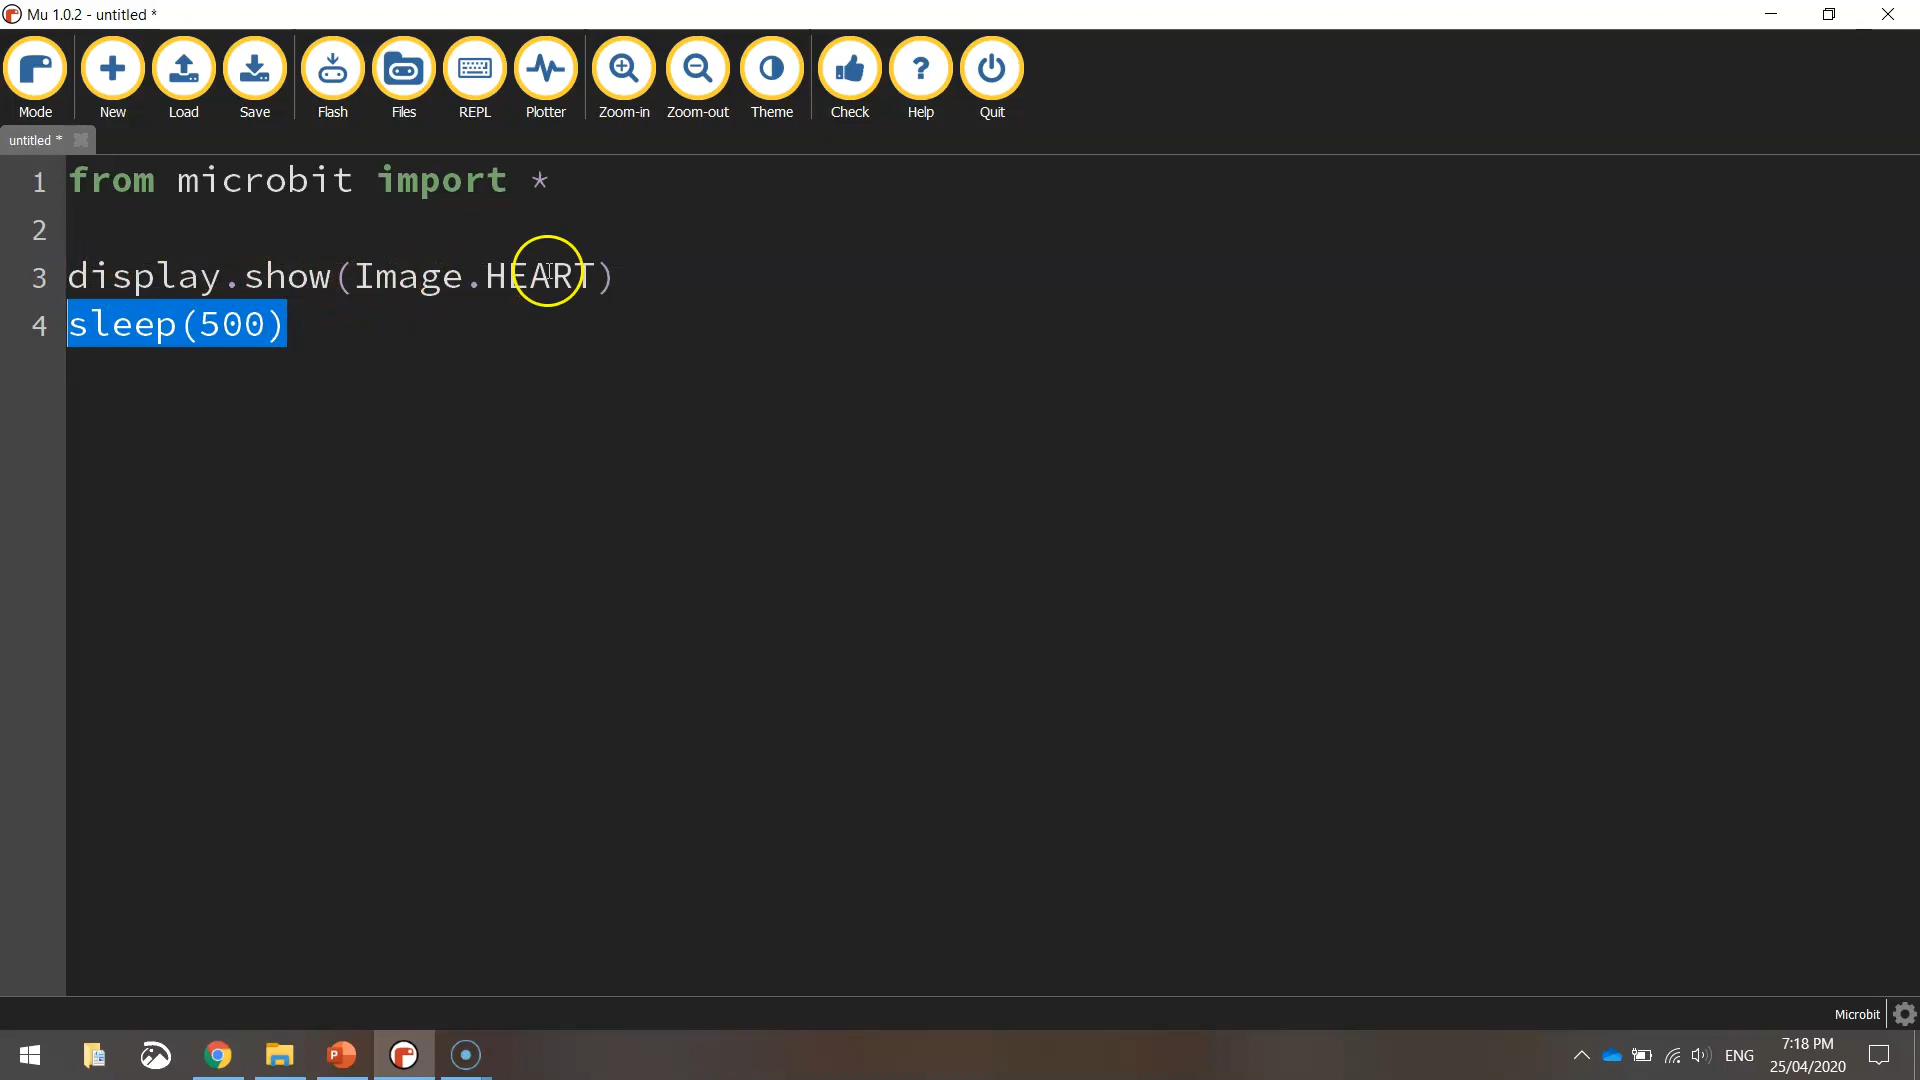 Mu 1.0.2 - untitled *
Mode New Load Save Flash Files REPL Plotter Zoom-in Zoom-out Theme Check Help Quit
untitled *
1 from microbit import *
2
3 display.show(Image.HEART)
4 sleep(500)
Microbit
ENG 7:18 PM
25/04/2020